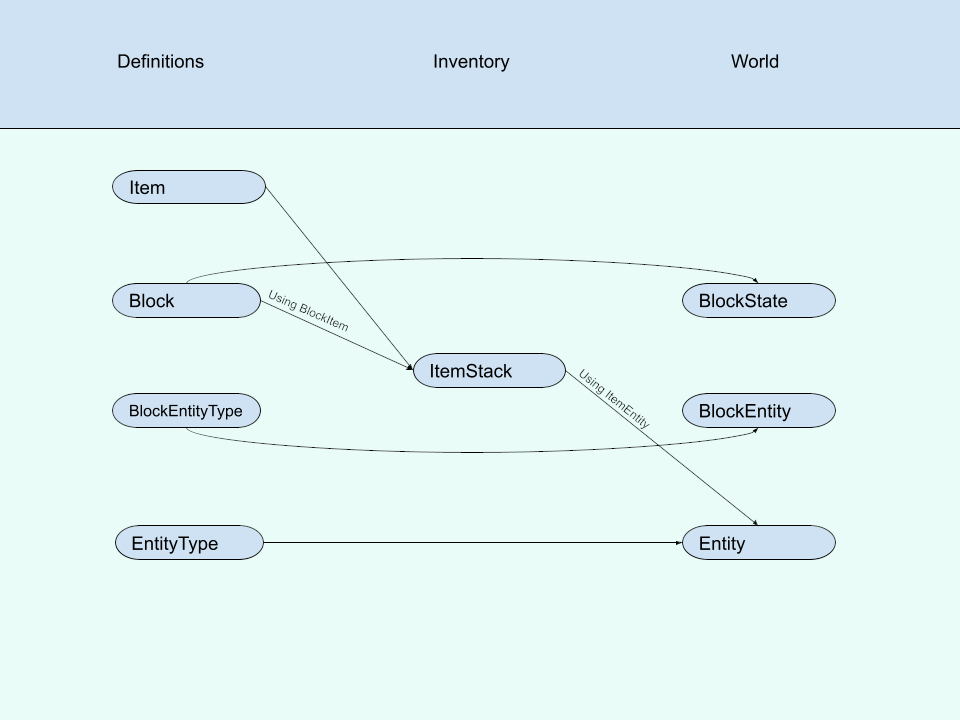 Definitions
Inventory
World
Item
Block
Using BlockItem
BlockState
ItemStack
Using ItemEntity
BlockEntityType
BlockEntity
EntityType
Entity